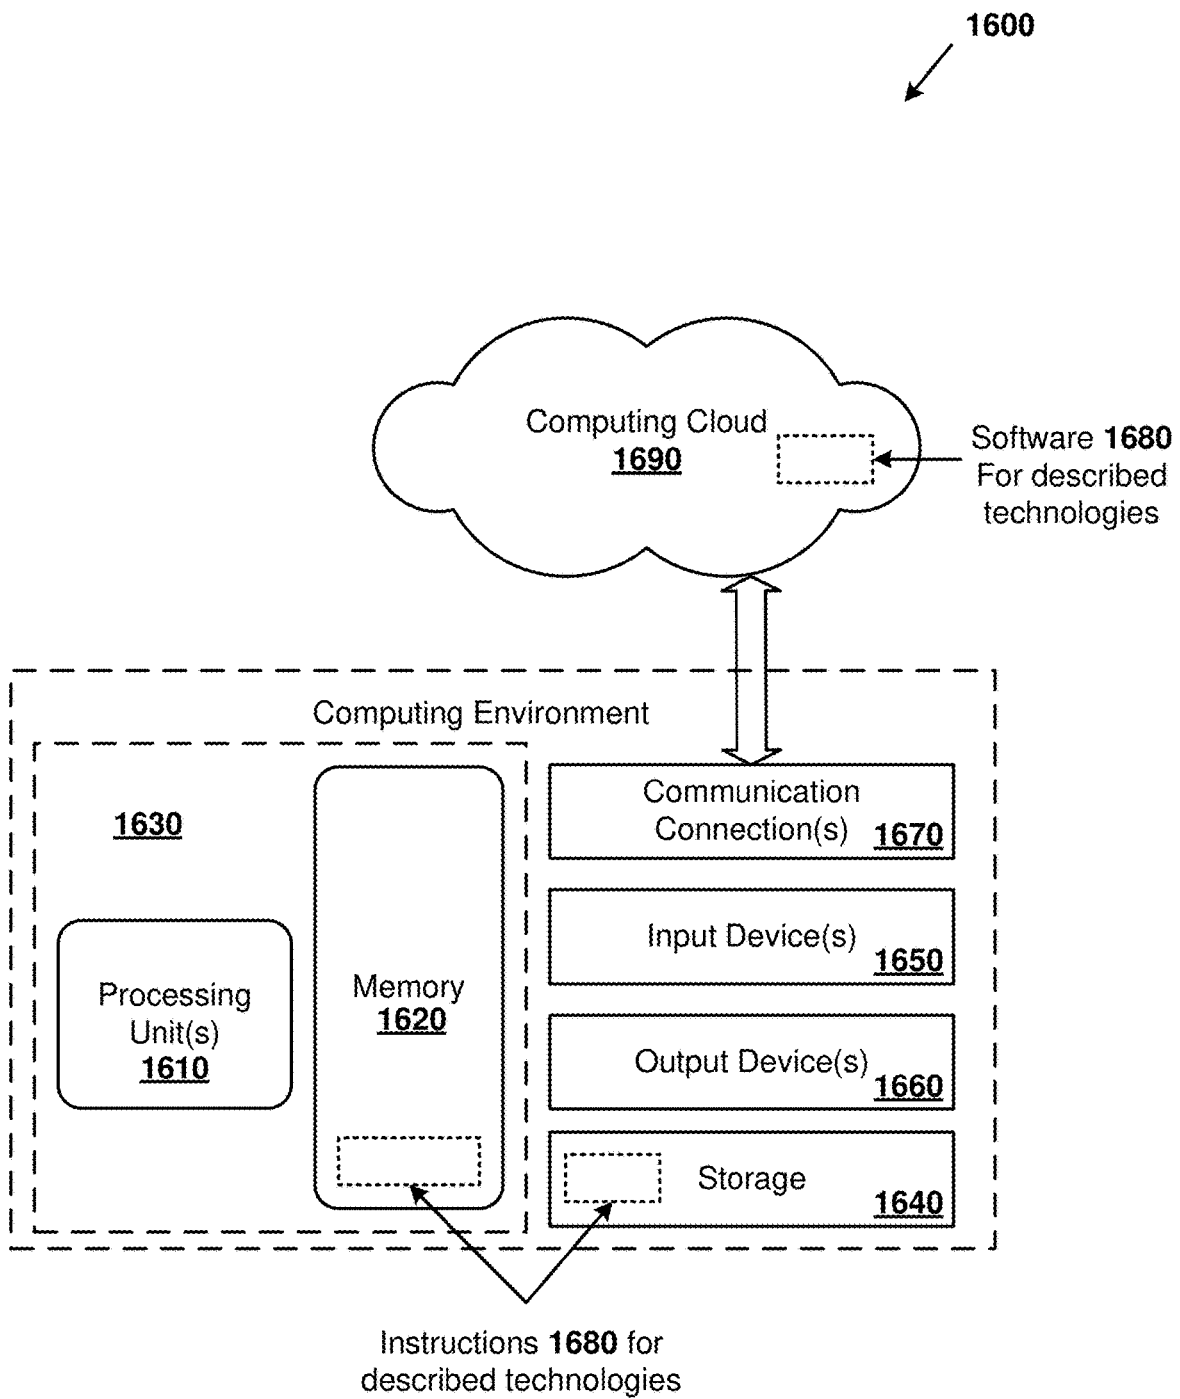 1600
Computing Cloud
1690
Software 1680
For described
technologies
Computing Environment
1630
Processing
Unit(s)
1610
Memory
1620
Communication
Connection(s)
1670
Input Device(s)
1650
Output Device(s)
1660
Storage
1640
Instructions 1680 for
described technologies